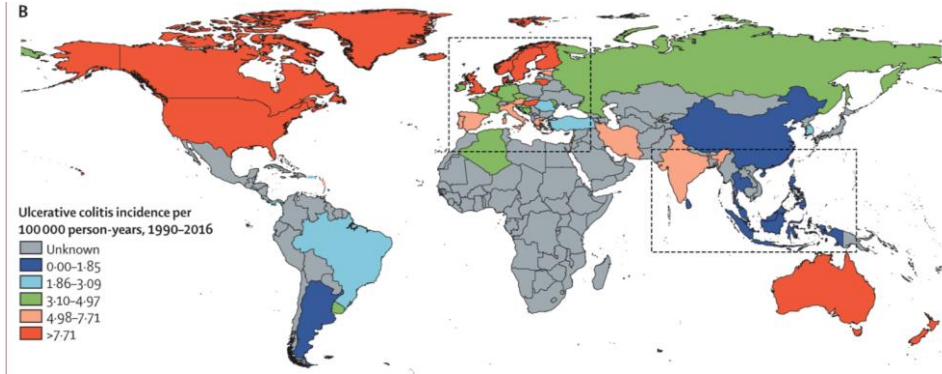 B
Ulcerative colitis incidence per
100 000 person-years, 1990–2016
Unknown
0·00–1·85
1·86–3·09
3·10–4·97
4·98–7·71
>7·71